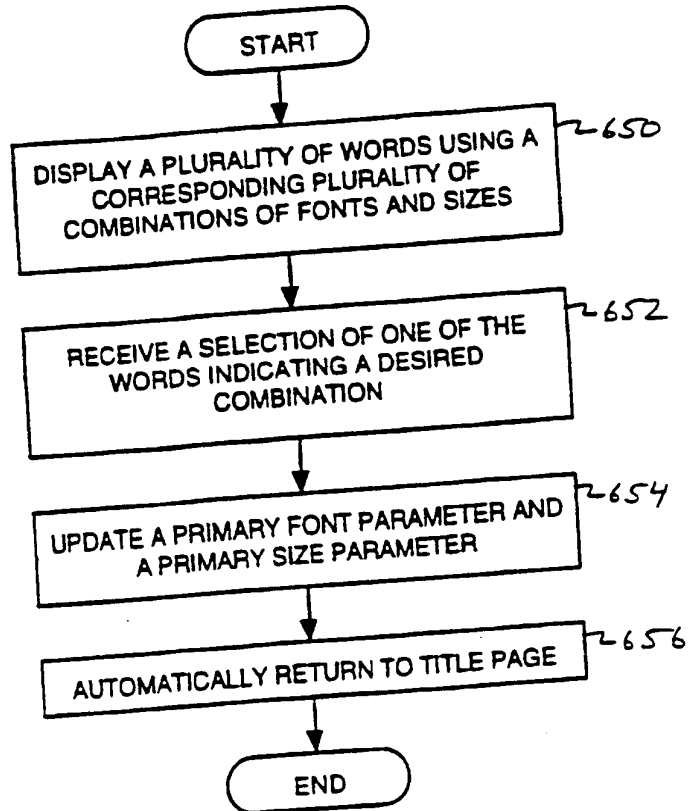 START
DISPLAY A PLURALITY OF WORDS USING A
CORRESPONDING PLURALITY OF
COMBINATIONS OF FONTS AND SIZES
650
RECEIVE A SELECTION OF ONE OF THE
WORDS INDICATING A DESIRED
COMBINATION
652
UPDATE A PRIMARY FONT PARAMETER AND
A PRIMARY SIZE PARAMETER
654
AUTOMATICALLY RETURN TO TITLE PAGE
656
END